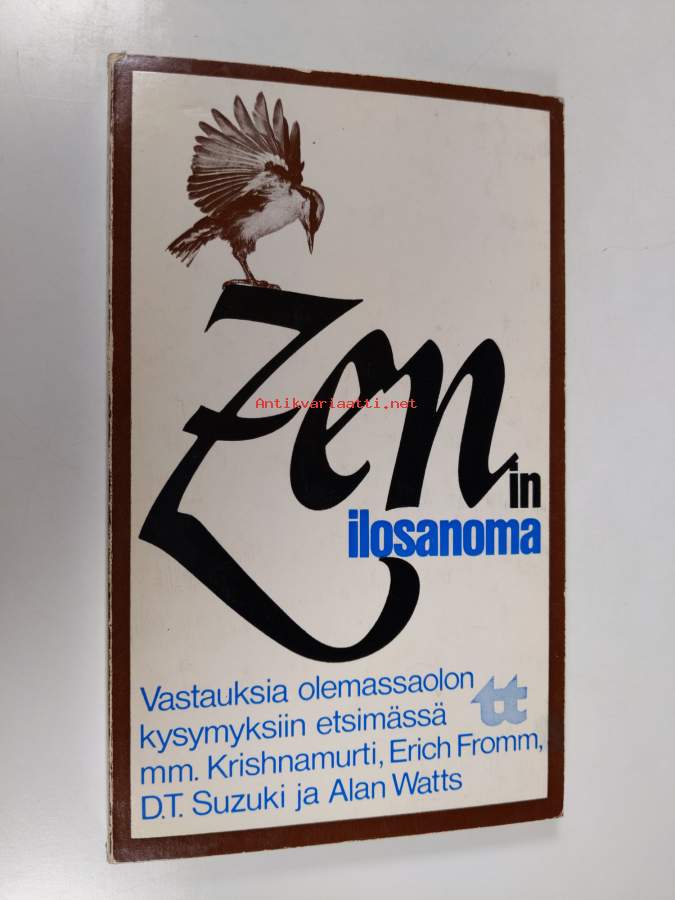 Zen
Antikvariaatti.net
in
ilosanoma
Vastauksia olemassaolon
kysymyksiin etsimässä
tt
mm. Krishnamurti, Erich Fromm,
D.T. Suzuki ja Alan Watts